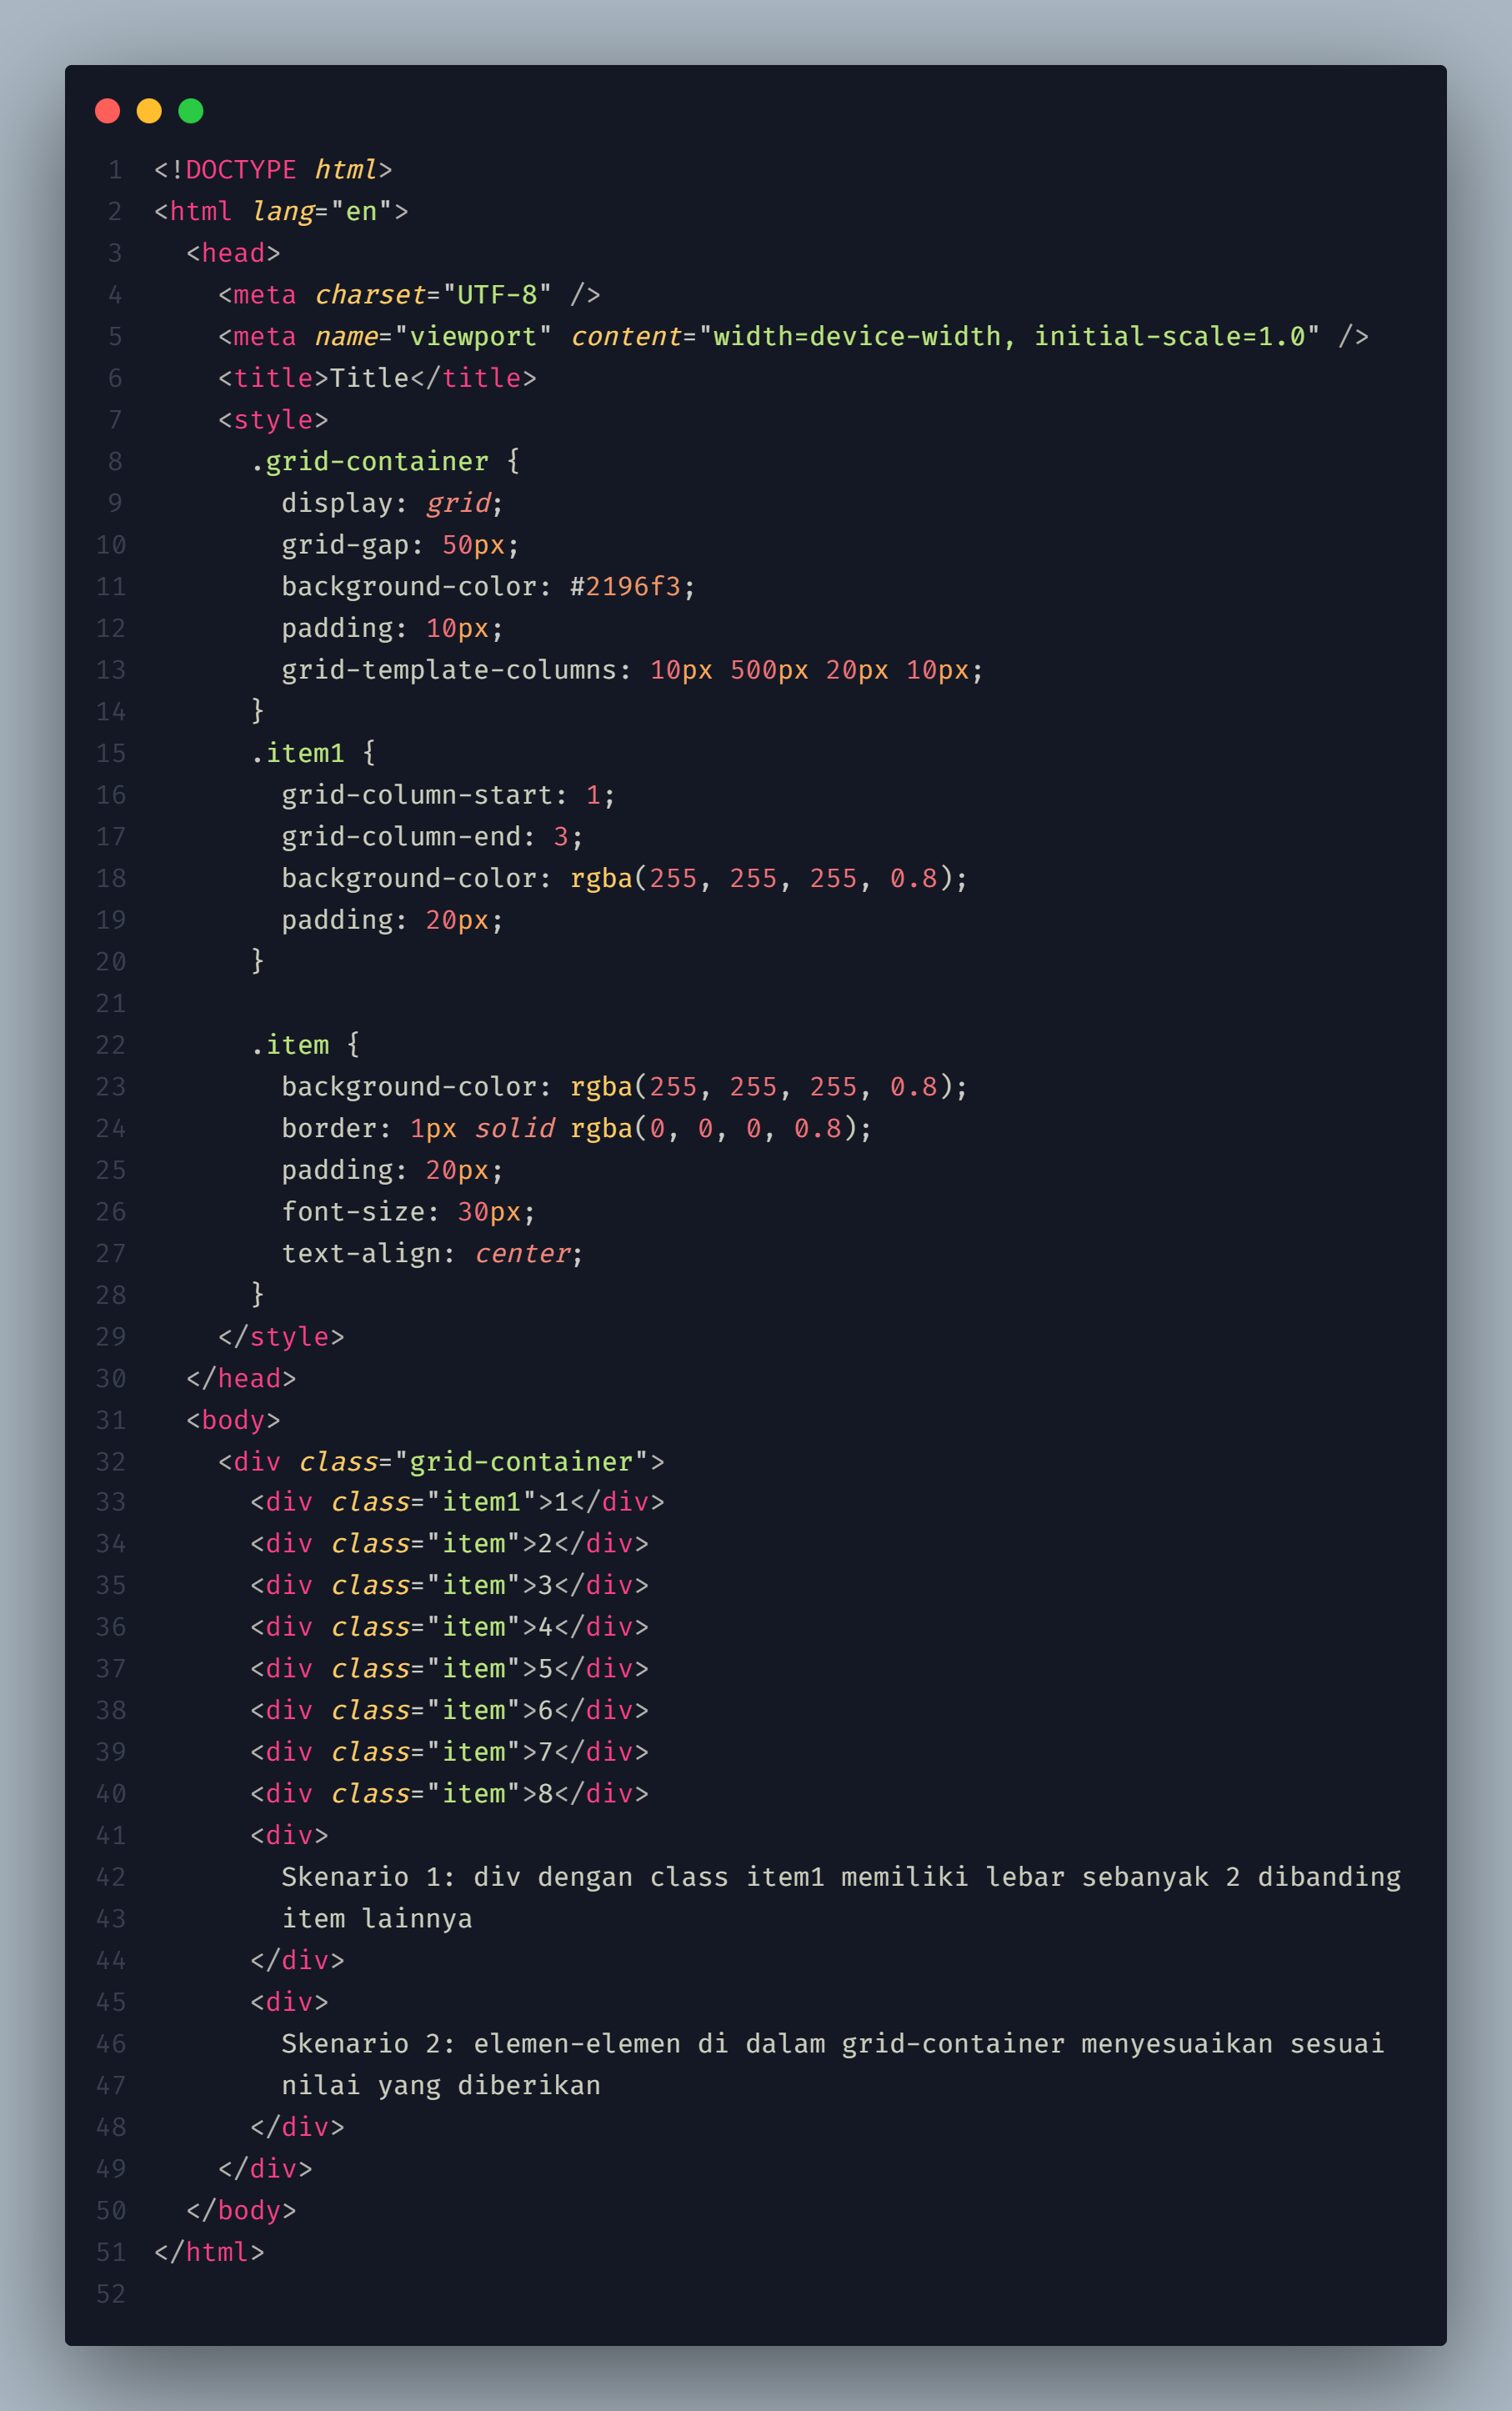 1 <!DOCTYPE html>
2 <html lang="en">
3   <head>
4     <meta charset="UTF-8" />
5     <meta name="viewport" content="width=device-width, initial-scale=1.0" />
6     <title>Title</title>
7     <style>
8       .grid-container {
9         display: grid;
10         grid-gap: 50px;
11         background-color: #2196f3;
12         padding: 10px;
13         grid-template-columns: 10px 500px 20px 10px;
14       }
15       .item1 {
16         grid-column-start: 1;
17         grid-column-end: 3;
18         background-color: rgba(255, 255, 255, 0.8);
19         padding: 20px;
20       }
21
22       .item {
23         background-color: rgba(255, 255, 255, 0.8);
24         border: 1px solid rgba(0, 0, 0, 0.8);
25         padding: 20px;
26         font-size: 30px;
27         text-align: center;
28       }
29     </style>
30   </head>
31   <body>
32     <div class="grid-container">
33       <div class="item1">1</div>
34       <div class="item">2</div>
35       <div class="item">3</div>
36       <div class="item">4</div>
37       <div class="item">5</div>
38       <div class="item">6</div>
39       <div class="item">7</div>
40       <div class="item">8</div>
41       <div>
42         Skenario 1: div dengan class item1 memiliki lebar sebanyak 2 dibanding
43         item lainnya
44       </div>
45       <div>
46         Skenario 2: elemen-elemen di dalam grid-container menyesuaikan sesuai
47         nilai yang diberikan
48       </div>
49     </div>
50   </body>
51 </html>
52